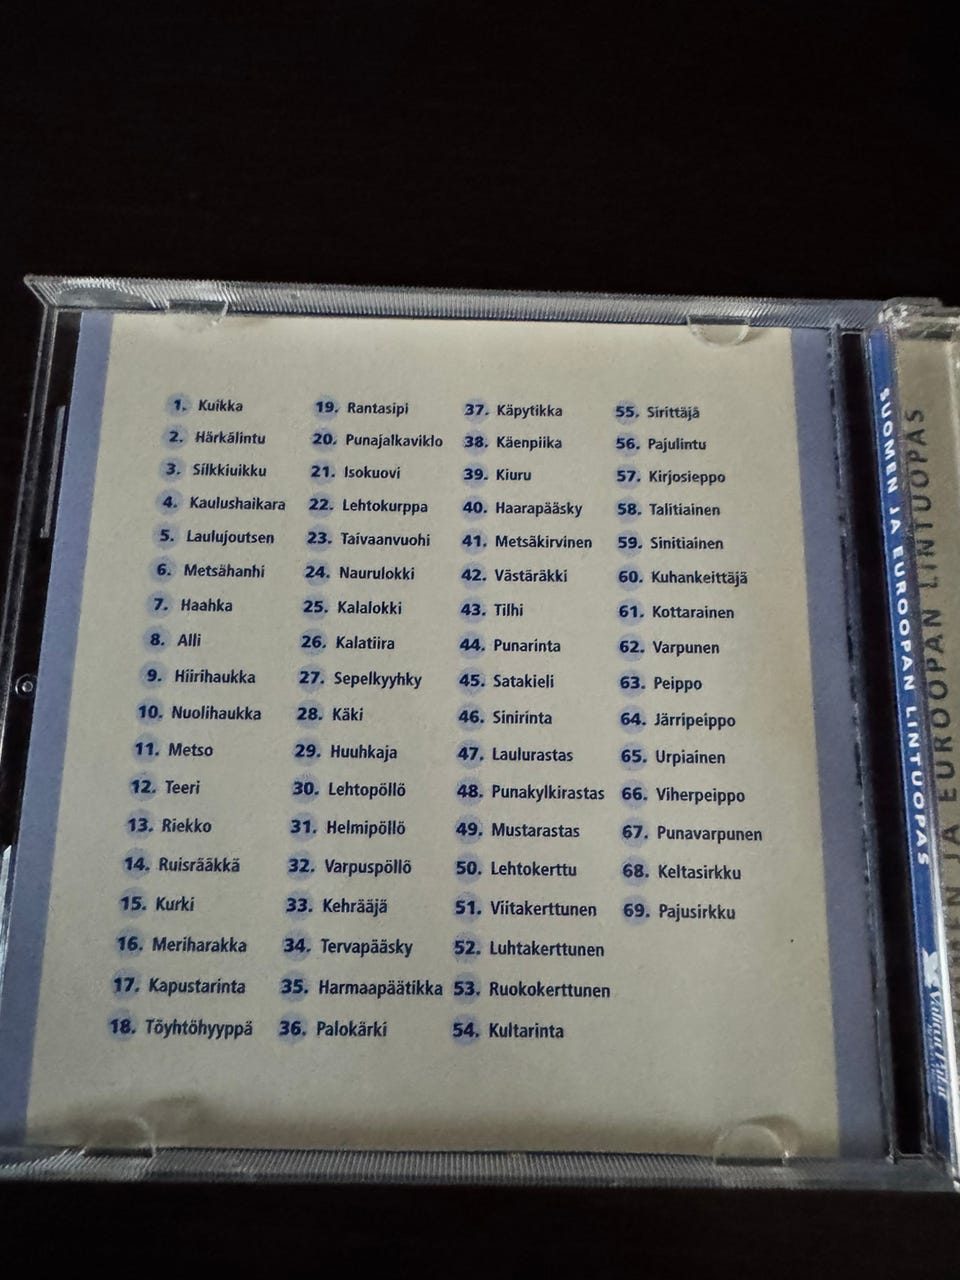 1. Kuikka
2. Härkälintu
3. Silkkiuikku
4. Kaulushaikara
5. Laulujoutsen
6. Metsähanhi
7. Haahka
8. Alli
9. Hiirihaukka
10. Nuolihaukka
11. Metso
12. Teeri
13. Riekko
14. Ruisrääkkä
15. Kurki
16. Meriharakka
17. Kapustarinta
18. Töyhtöhyyppä
19. Rantasipi
20. Punajalkaviklo
21. Isokuovi
22. Lehtokurppa
23. Taivaanvuohi
24. Naurulokki
25. Kalalokki
26. Kalatiira
27. Sepelkyyhky
28. Käki
29. Huuhkaja
30. Lehtopöllö
31. Helmipöllö
32. Varpuspöllö
33. Kehrääjä
34. Tervapääsky
35. Harmaapäätikka
36. Palokärki
37. Käpytikka
38. Käenpiika
39. Kiuru
40. Haarapääsky
41. Metsäkirvinen
42. Västäräkki
43. Tilhi
44. Punarinta
45. Satakieli
46. Sinirinta
47. Laulurastas
48. Punakylkirastas
49. Mustarastas
50. Lehtokerttu
51. Viitakerttunen
52. Luhtakerttunen
53. Ruokokerttunen
54. Kultarinta
55. Sirittäjä
56. Pajulintu
57. Kirjosieppo
58. Talitiainen
59. Sinitiainen
60. Kuhankeittäjä
61. Kottarainen
62. Varpunen
63. Peippo
64. Järripeippo
65. Urpiainen
66. Viherpeippo
67. Punavarpunen
68. Keltasirkku
69. Pajusirkku
SUOMEN JA EUROOPAN LINTUOPAS
JA EUROOPAN LINTUOPAS